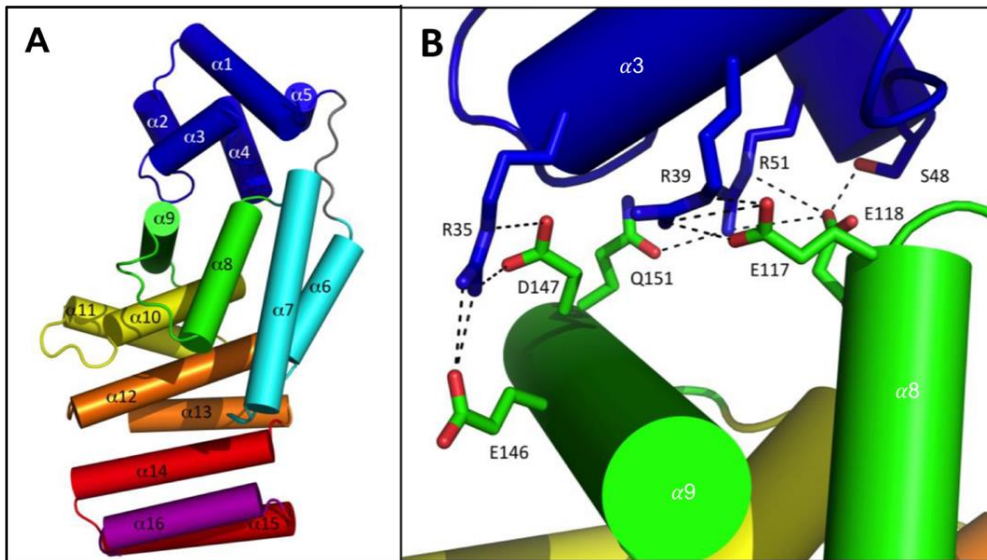 A
α1
α5
α2
α3
α4
α9
α8
α6
α7
α11
α10
α12
α13
α14
α16
α15
B
α3
R51
R39
S48
R35
E118
D147
Q151
E117
α8
E146
α9